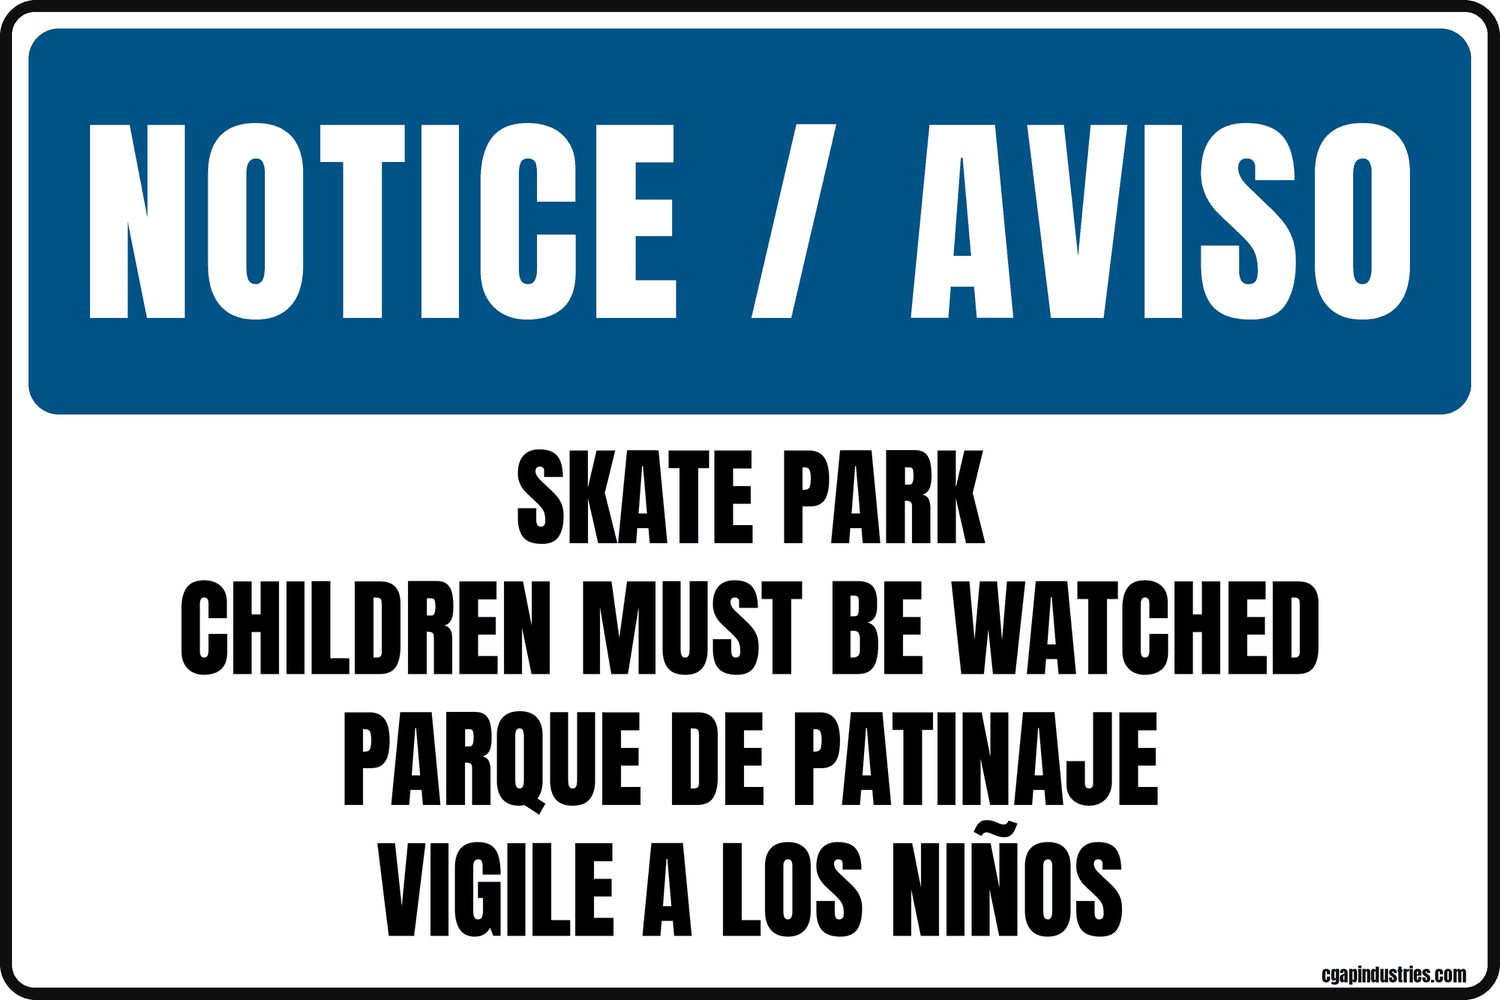 NOTICE / AVISO
SKATE PARK
CHILDREN MUST BE WATCHED
PARQUE DE PATINAJE
VIGILE A LOS NIÑOS
cgapindustries.com